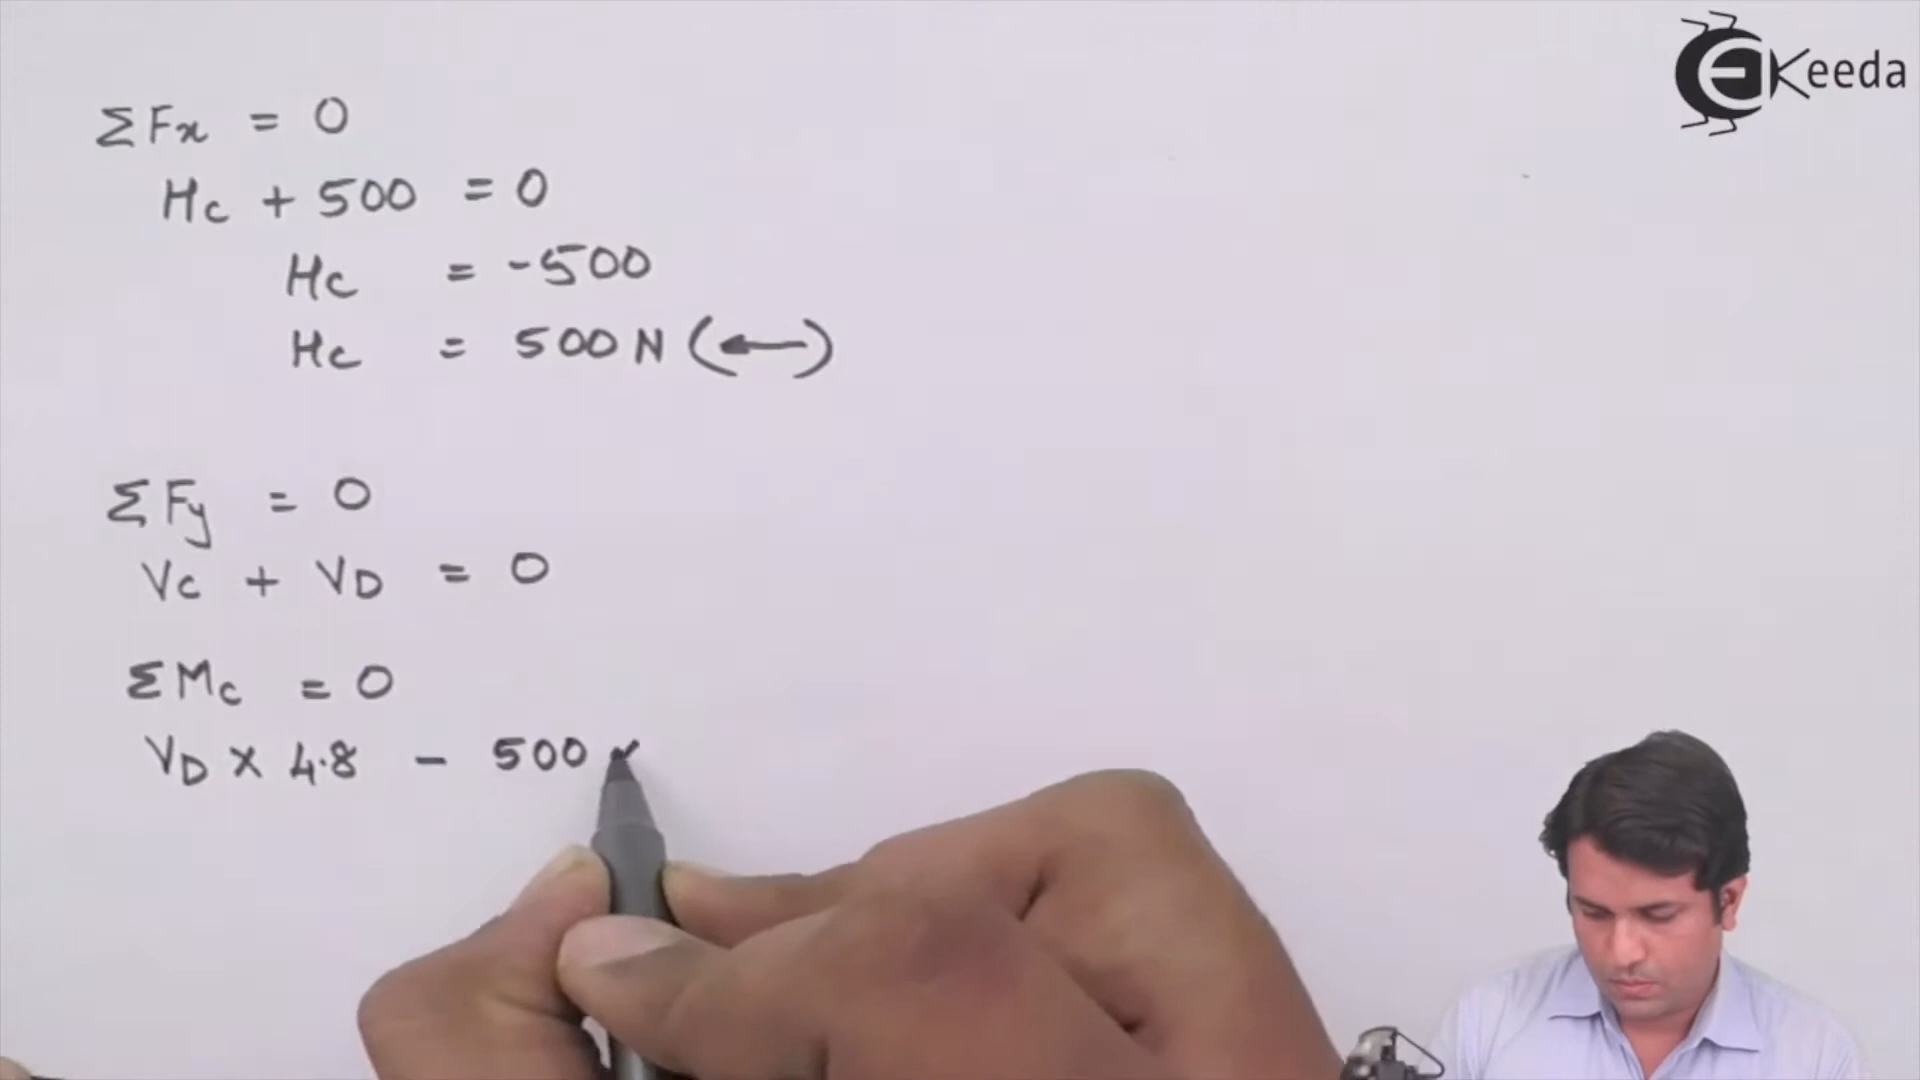 EKeeda
ΣFx = 0
Hc + 500 = 0
Hc = -500
Hc = 500 N (←)
ΣFy = 0
Vc + VD = 0
ΣMc = 0
VD × 4.8 - 500 ×